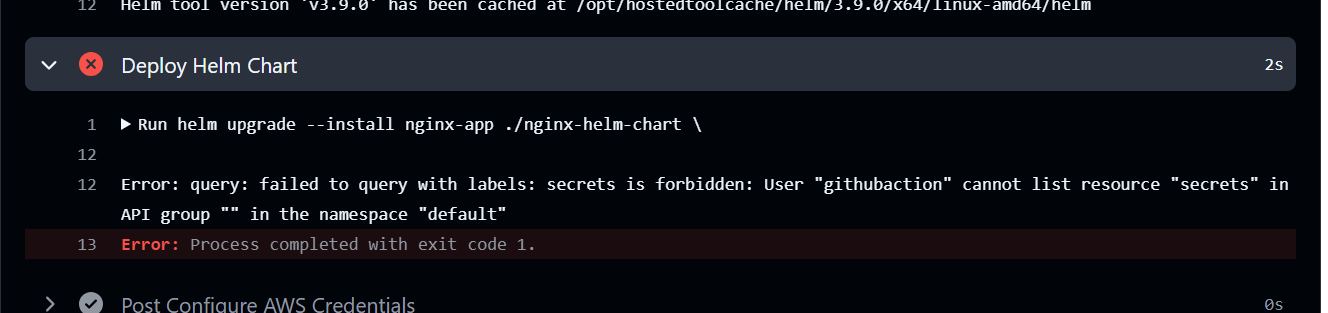 12 Helm tool version 'v3.9.0' has been cached at /opt/hostedtoolcache/helm/3.9.0/x64/linux-amd64/helm
Deploy Helm Chart 2s
1 Run helm upgrade --install nginx-app ./nginx-helm-chart \
12
12 Error: query: failed to query with labels: secrets is forbidden: User "githubaction" cannot list resource "secrets" in
API group "" in the namespace "default"
13 Error: Process completed with exit code 1.
Post Configure AWS Credentials 0s